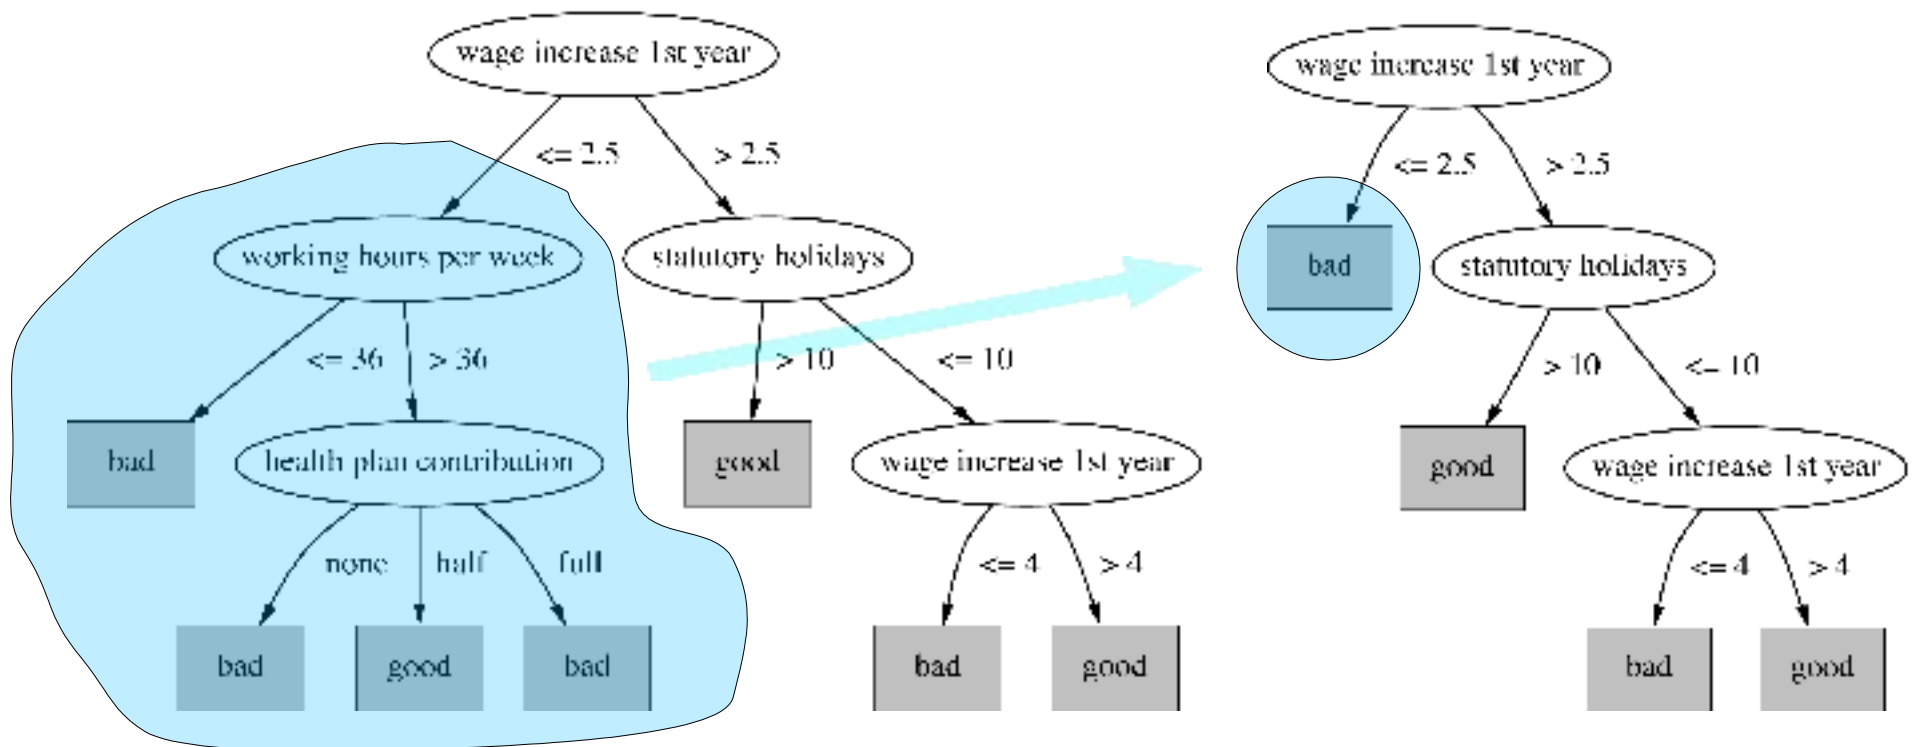 wage increase 1st year
<= 2.5
> 2.5
working hours per week
statutory holidays
<= 36
> 36
> 10
<= 10
bad
health plan contribution
good
wage increase 1st year
none
half
full
<= 4
> 4
bad
good
bad
bad
good
wage increase 1st year
<= 2.5
> 2.5
bad
statutory holidays
> 10
<= 10
good
wage increase 1st year
<= 4
> 4
bad
good